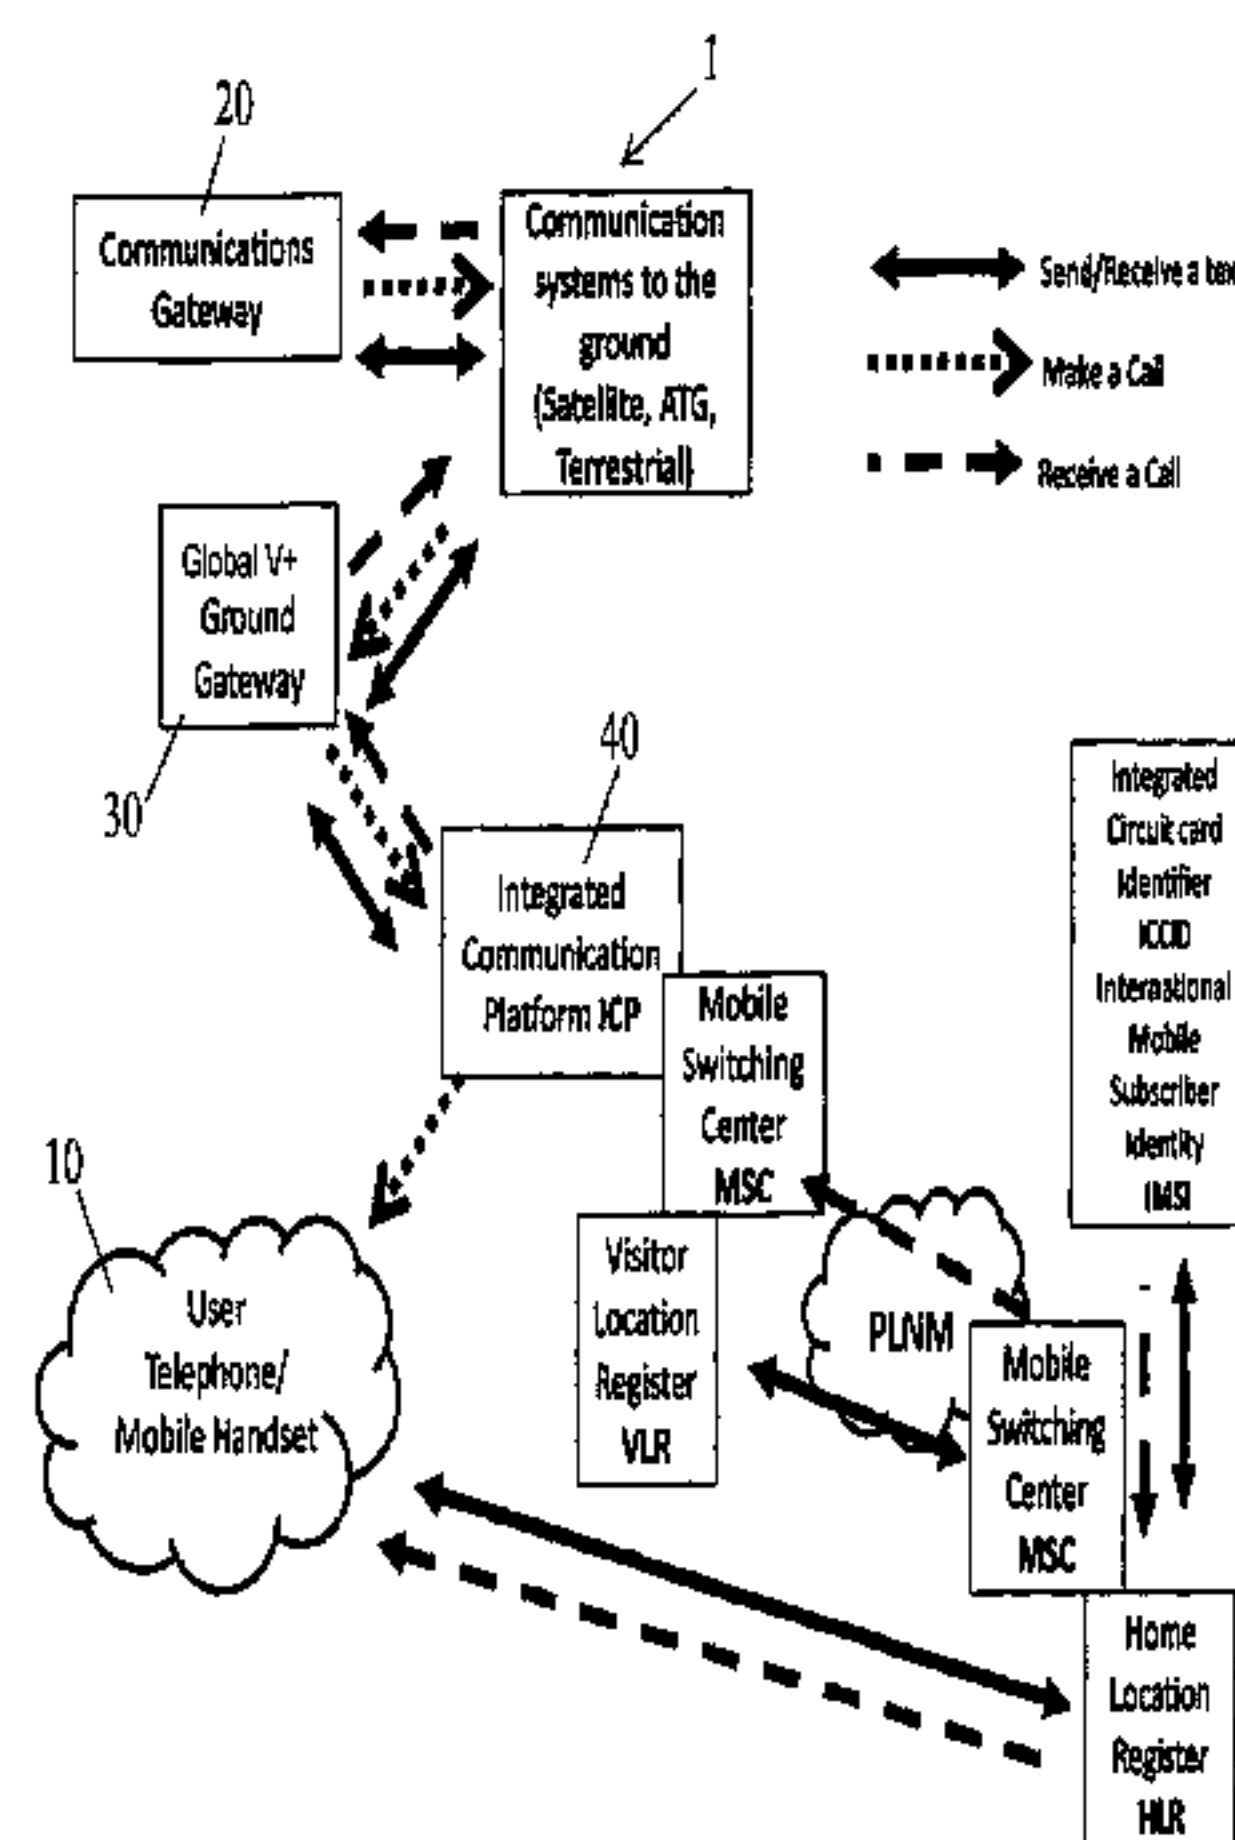 1
20
Communications
Gateway
Communication
systems to the
ground
(Satellite, ATG,
Terrestrial)
Send/Receive a tex
Make a Call
Receive a Call
Global V+
Ground
Gateway
30
40
Integrated
Communication
Platform ICP
Mobile
Switching
Center
MSC
Integrated
Circuit card
Identifier
ICCID
International
Mobile
Subscriber
Identity
IMSI
10
User
Telephone/
Mobile Handset
Visitor
Location
Register
VLR
PLNM
Mobile
Switching
Center
MSC
Home
Location
Register
HLR